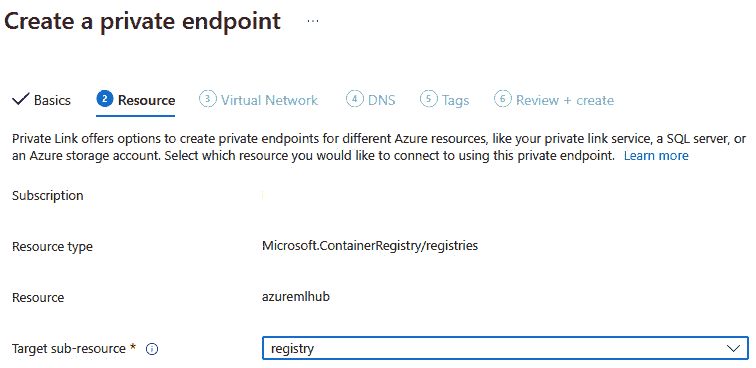 Create a private endpoint ...
Basics 2 Resource 3 Virtual Network 4 DNS 5 Tags 6 Review + create
Private Link offers options to create private endpoints for different Azure resources, like your private link service, a SQL server, or
an Azure storage account. Select which resource you would like to connect to using this private endpoint. Learn more
Subscription
Resource type Microsoft.ContainerRegistry/registries
Resource azuremlhub
Target sub-resource * registry